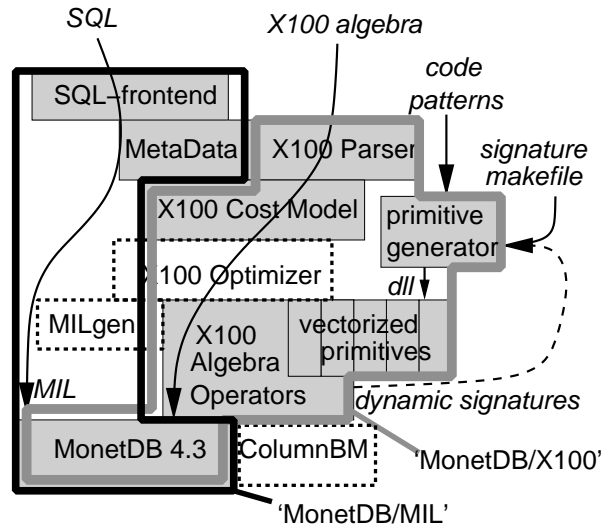 SQL
X100 algebra
code
patterns
SQL–frontend
MetaData
X100 Parser
signature
makefile
X100 Cost Model
primitive
generator
X100 Optimizer
dll
MILgen
X100
Algebra
Operators
vectorized
primitives
MIL
dynamic signatures
MonetDB 4.3
ColumnBM
‘MonetDB/X100’
‘MonetDB/MIL’